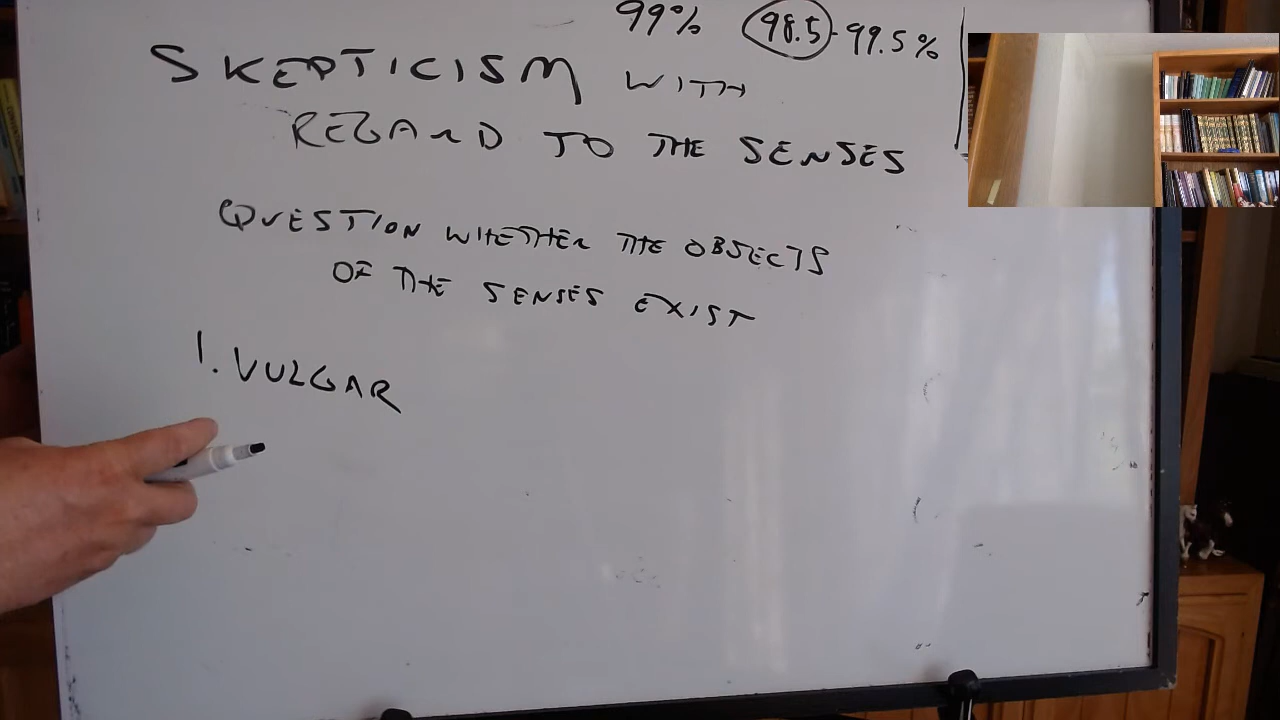 99% 98.5-99.5%
SKEPTICISM WITH
REGARD TO THE SENSES
QUESTION WHETHER THE OBJECTS
OF THE SENSES EXIST
1. VULGAR